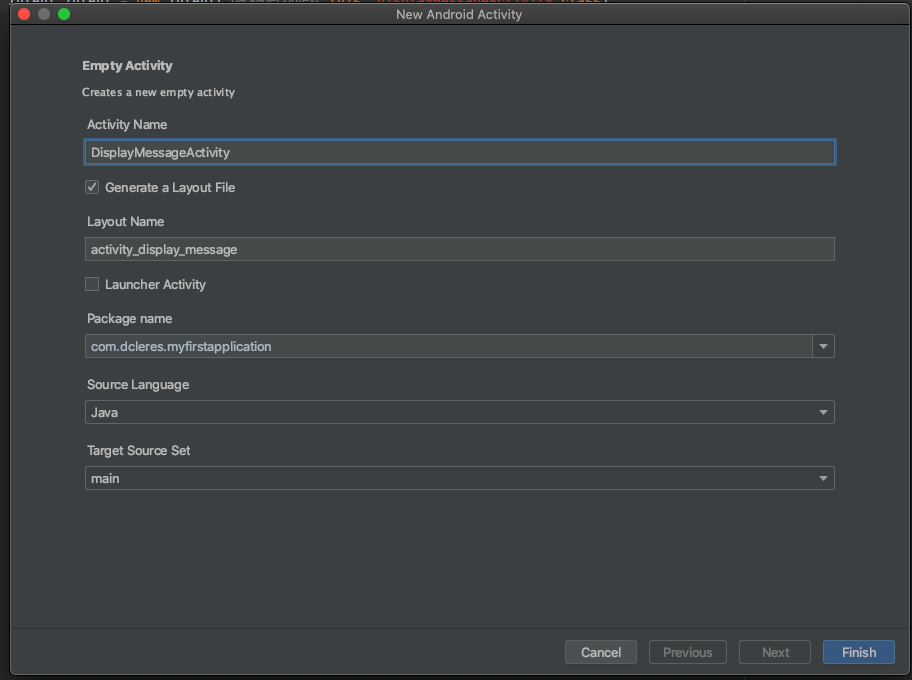 New Android Activity
Empty Activity
Creates a new empty activity
Activity Name
DisplayMessageActivity
Generate a Layout File
Layout Name
activity_display_message
Launcher Activity
Package name
com.dcleres.myfirstapplication
Source Language
Java
Target Source Set
main
Cancel Previous Next Finish